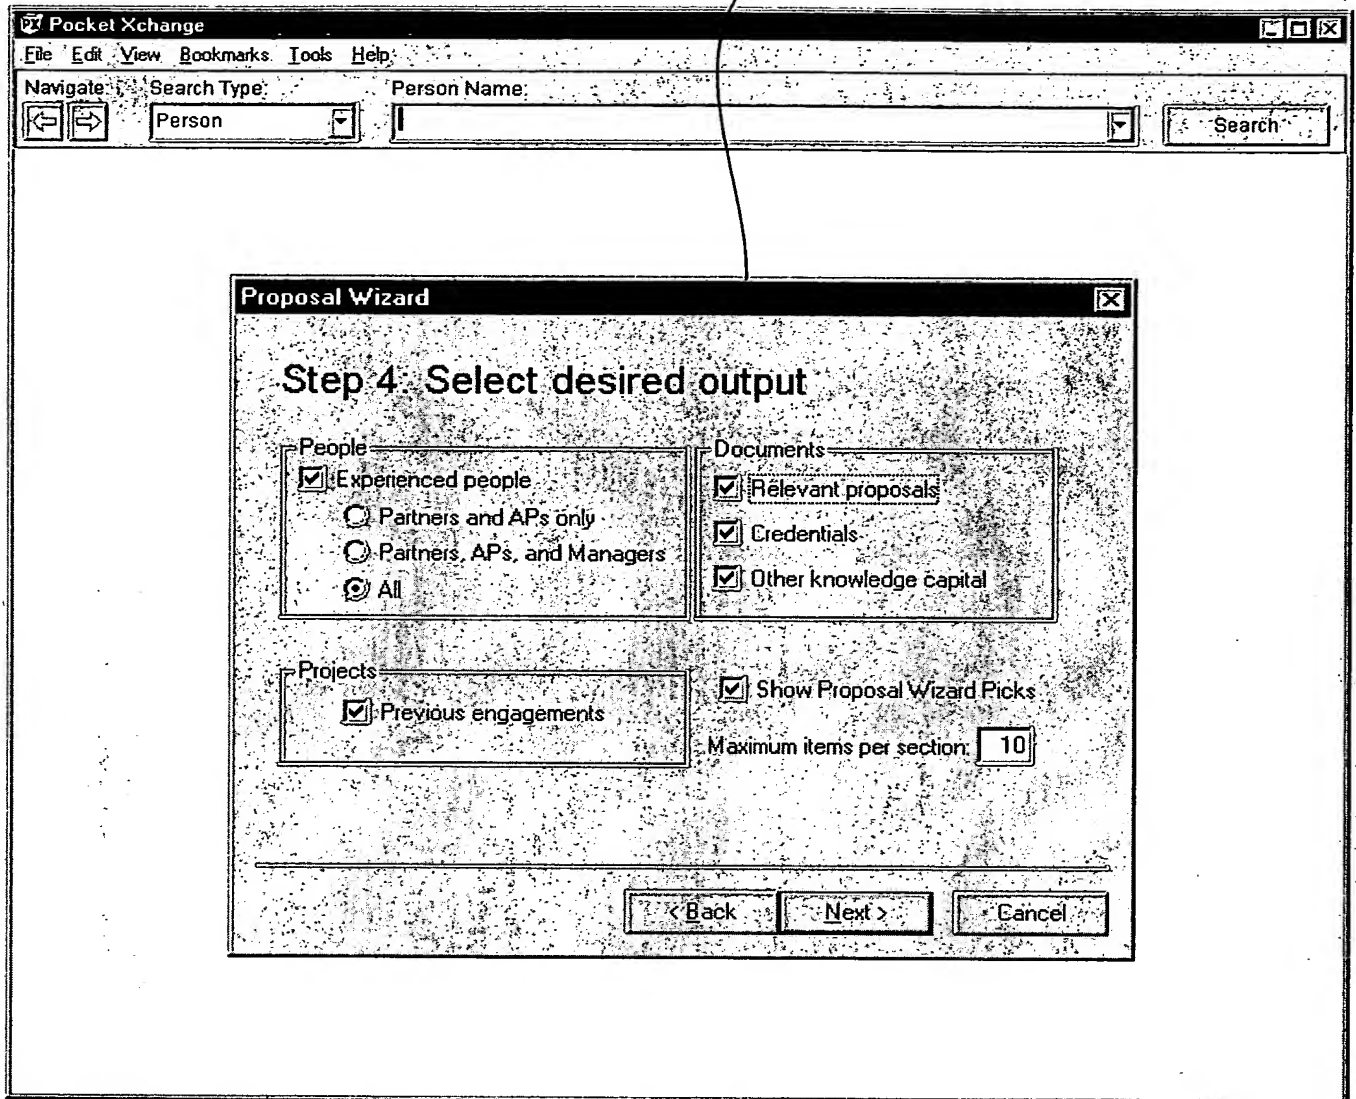 Pocket Xchange
File Edit View Bookmarks Tools Help
Navigate: Search Type: Person Name:
Person Search
Proposal Wizard
Step 4. Select desired output
People
Experienced people
Partners and APs only
Partners, APs, and Managers
All
Documents
Relevant proposals
Credentials
Other knowledge capital
Projects
Previous engagements
Show Proposal Wizard Picks
Maximum items per section: 10
< Back Next > Cancel